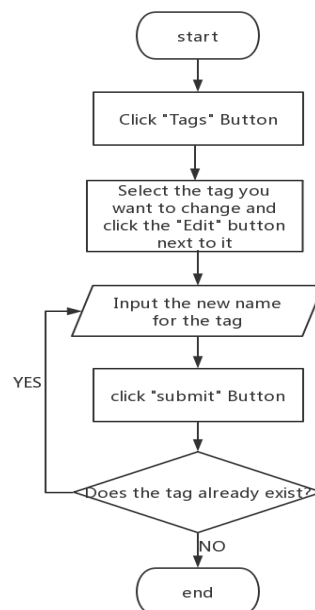 start
Click "Tags" Button
Select the tag you
want to change and
click the "Edit" button
next to it
Input the new name
for the tag
YES
click "submit" Button
Does the tag already exist?
NO
end